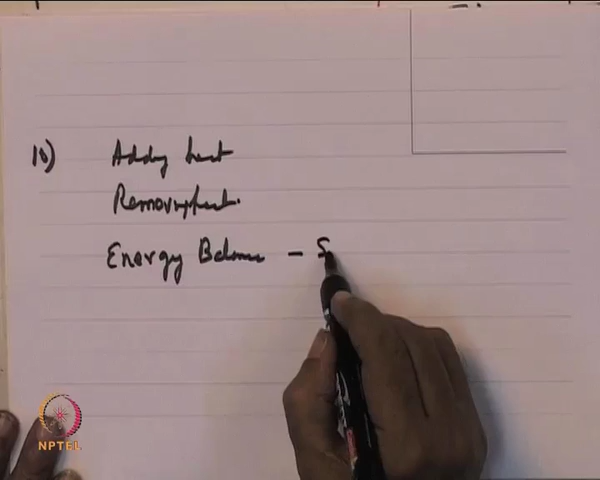 10) Adding heat
Removing heat.
Energy Balance – S
NPTEL